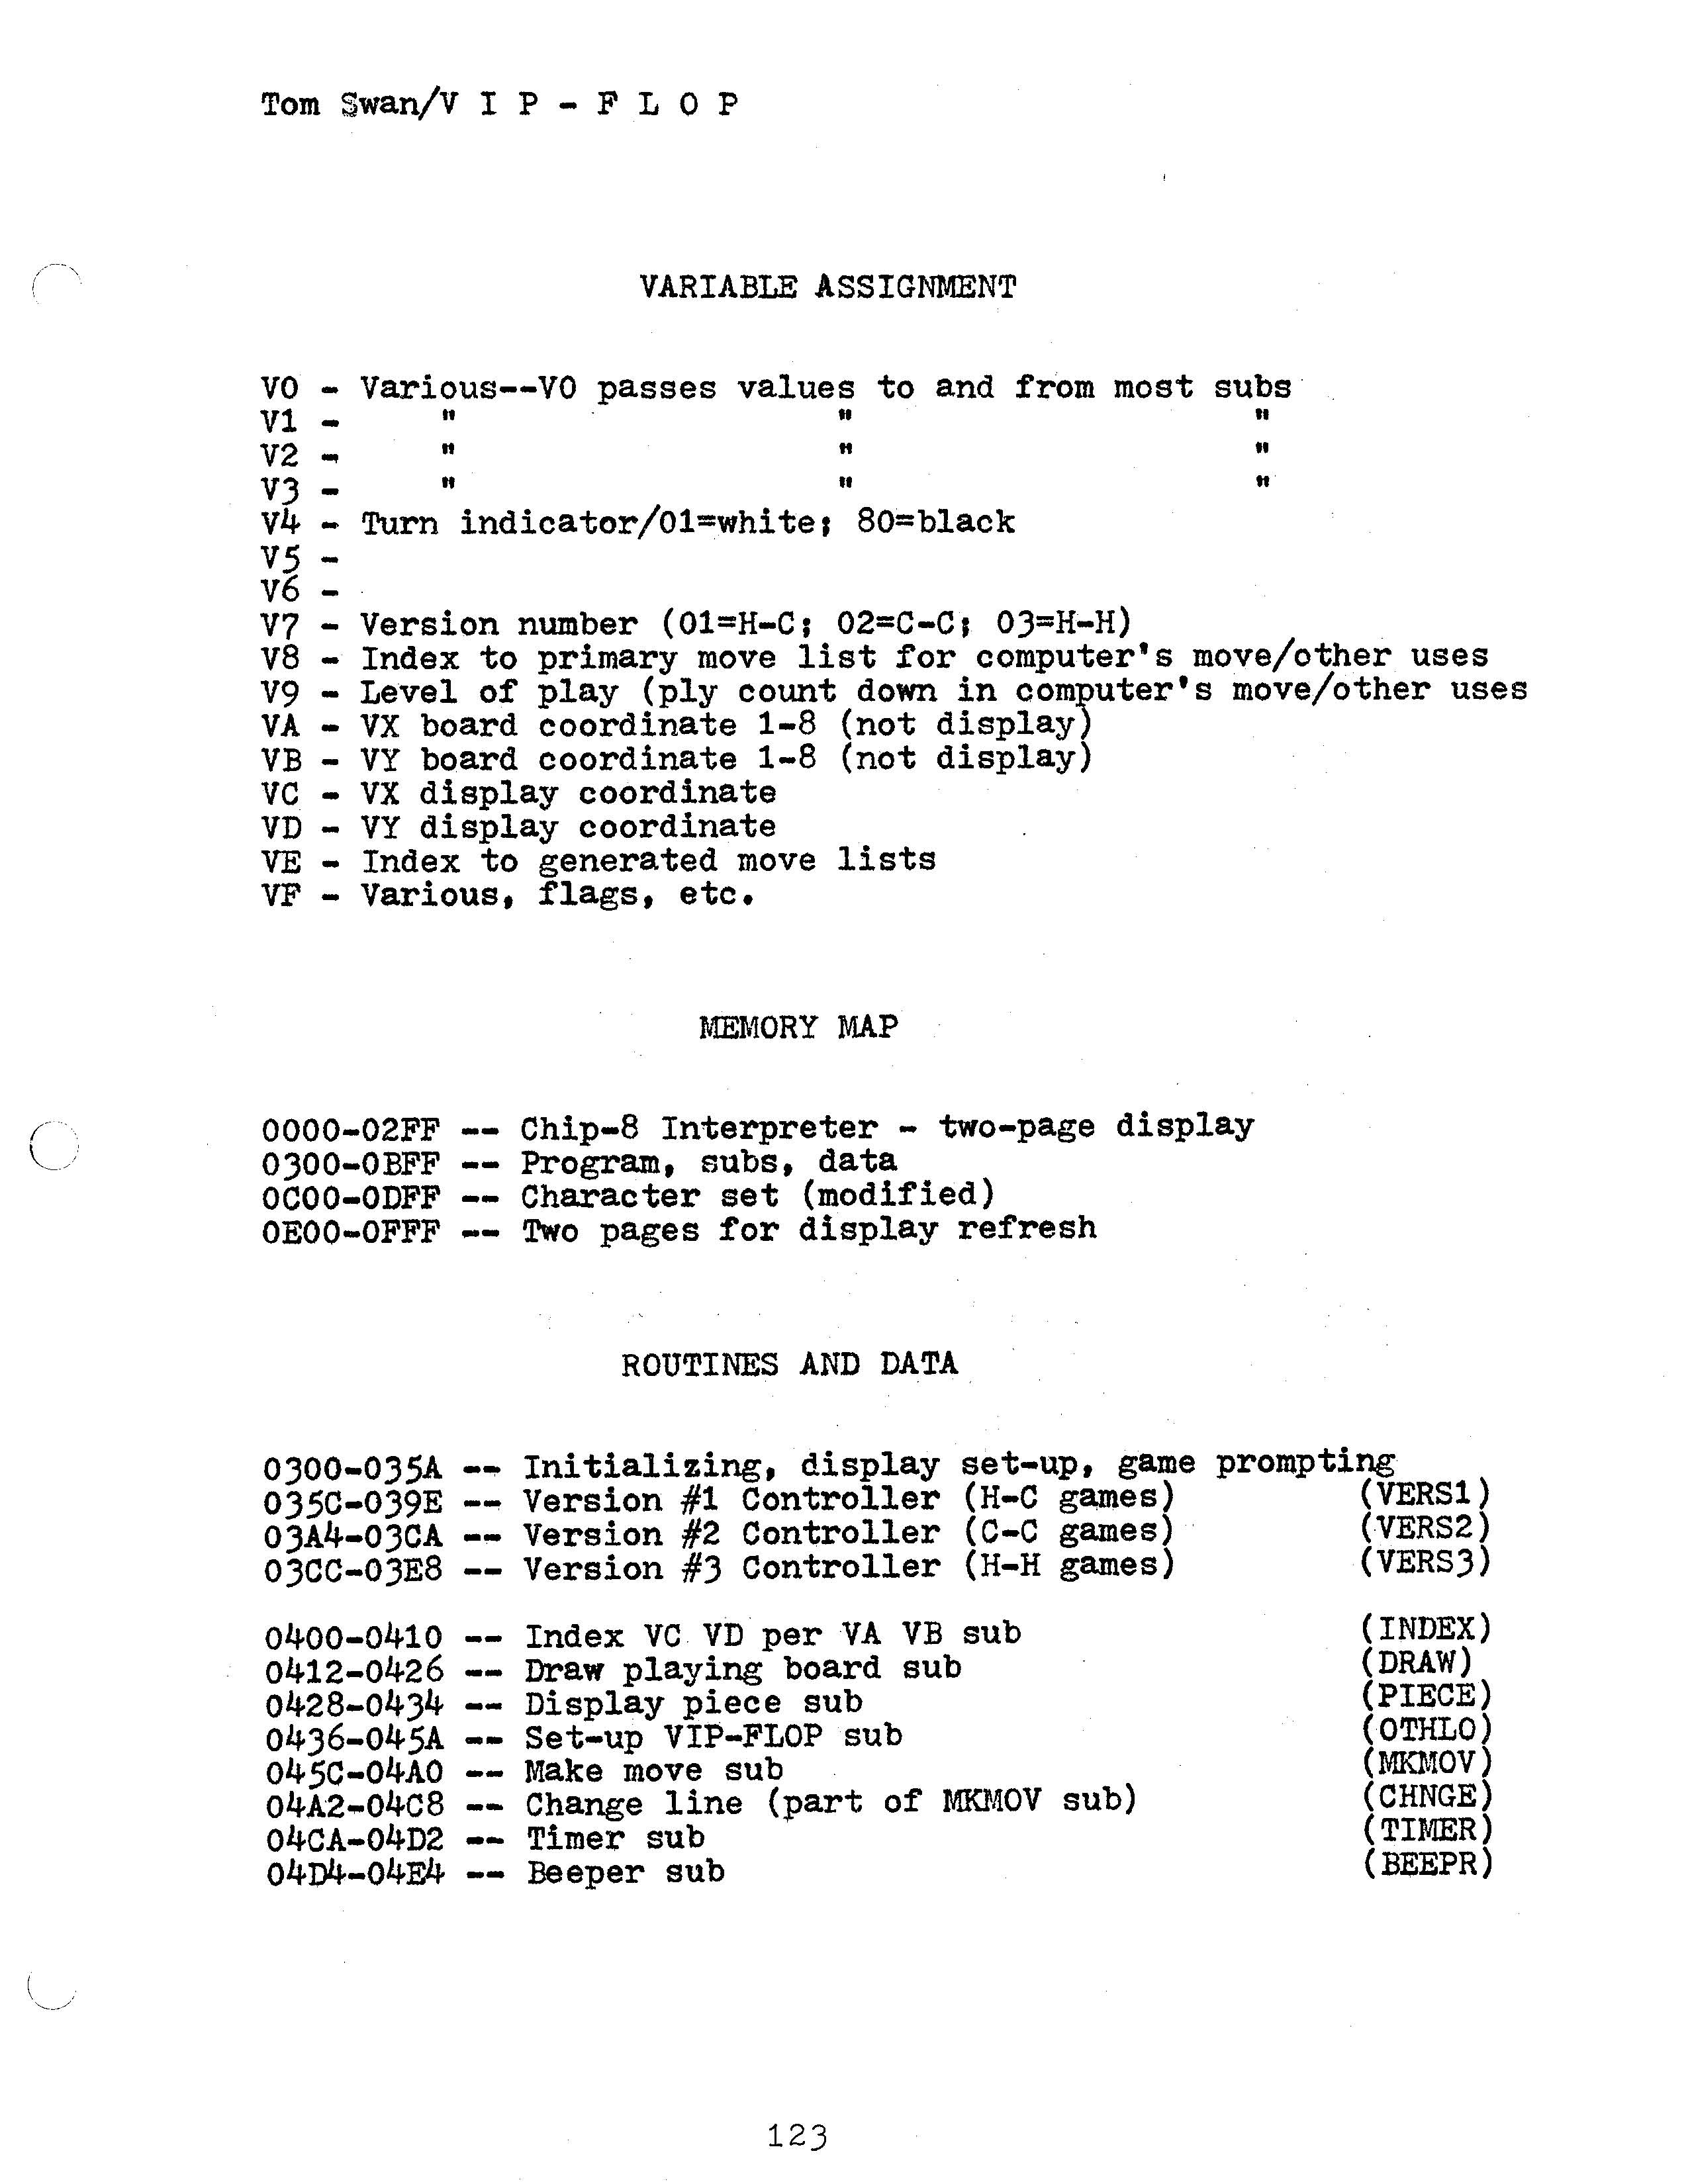 Tom Swan/V I P - F L O P
VARIABLE ASSIGNMENT
V0 - Various--V0 passes values to and from most subs
V1 - " " "
V2 - " " "
V3 - " " "
V4 - Turn indicator/01=white; 80=black
V5 -
V6 -
V7 - Version number (01=H-C; 02=C-C; 03=H-H)
V8 - Index to primary move list for computer's move/other uses
V9 - Level of play (ply count down in computer's move/other uses
VA - VX board coordinate 1-8 (not display)
VB - VY board coordinate 1-8 (not display)
VC - VX display coordinate
VD - VY display coordinate
VE - Index to generated move lists
VF - Various, flags, etc.
MEMORY MAP
0000-02FF -- Chip-8 Interpreter - two-page display
0300-0BFF -- Program, subs, data
0C00-0DFF -- Character set (modified)
0E00-0FFF -- Two pages for display refresh
ROUTINES AND DATA
0300-035A -- Initializing, display set-up, game prompting
035C-039E -- Version #1 Controller (H-C games) (VERS1)
03A4-03CA -- Version #2 Controller (C-C games) (VERS2)
03CC-03E8 -- Version #3 Controller (H-H games) (VERS3)
0400-0410 -- Index VC VD per VA VB sub (INDEX)
0412-0426 -- Draw playing board sub (DRAW)
0428-0434 -- Display piece sub (PIECE)
0436-045A -- Set-up VIP-FLOP sub (OTHLO)
045C-04A0 -- Make move sub (MKMOV)
04A2-04C8 -- Change line (part of MKMOV sub) (CHNGE)
04CA-04D2 -- Timer sub (TIMER)
04D4-04E4 -- Beeper sub (BEEPR)
123